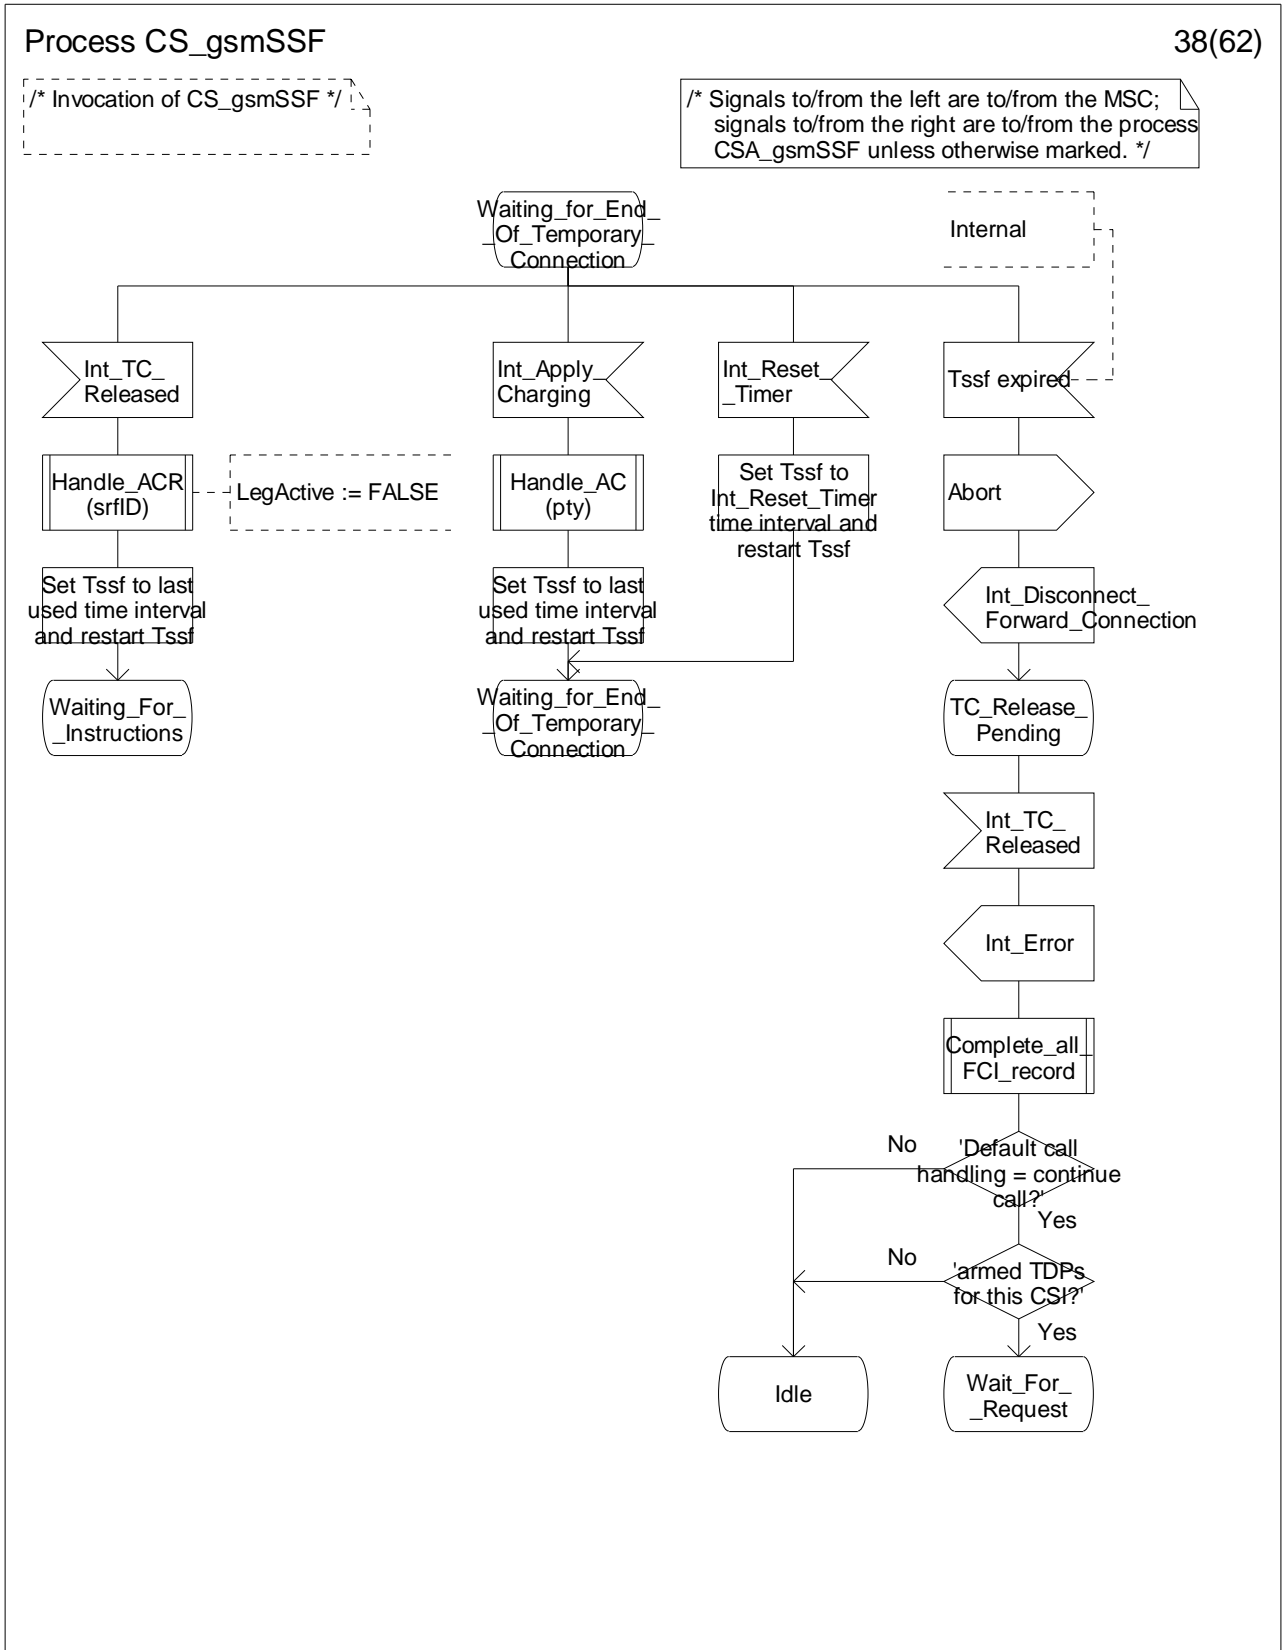 Process CS_gsmSSF
38(62)
/* Invocation of CS_gsmSSF */
/* Signals to/from the left are to/from the MSC;
signals to/from the right are to/from the process
CSA_gsmSSF unless otherwise marked. */
Waiting_for_End_
_Of_Temporary_
Connection
Internal
Int_TC_
Released
Int_Apply_
Charging
Int_Reset_
_Timer
Tssf expired
Handle_ACR
(srfID)
LegActive := FALSE
Handle_AC
(pty)
Set Tssf to
Int_Reset_Timer
time interval and
restart Tssf
Abort
Set Tssf to last
used time interval
and restart Tssf
Set Tssf to last
used time interval
and restart Tssf
Int_Disconnect_
Forward_Connection
Waiting_For_
_Instructions
Waiting_for_End_
_Of_Temporary_
Connection
TC_Release_
Pending
Int_TC_
Released
Int_Error
Complete_all_
FCI_record
No
'Default call
handling = continue
call?'
Yes
No
'armed TDPs
for this CSI?'
Yes
Idle
Wait_For_
_Request